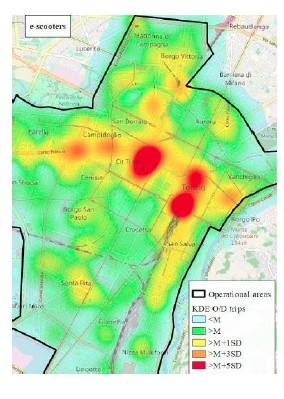 e-scooters
Madonna di
Campagna
Rebaudengo
Lucento
Borgo Vittoria
Barriera di
Milano
San Donato
Aurora
Parella
Campidoglio
Cit Turin
Cenisia
Vanchiglia
Torino
Borgo San
Paolo
Crocetta
Borgo Po
San Salvario
Santa Rita
Nizza Millefonti
Lingotto
Operational areas
KDE O/D trips
<M
>M
>M+1SD
>M+3SD
>M+5SD